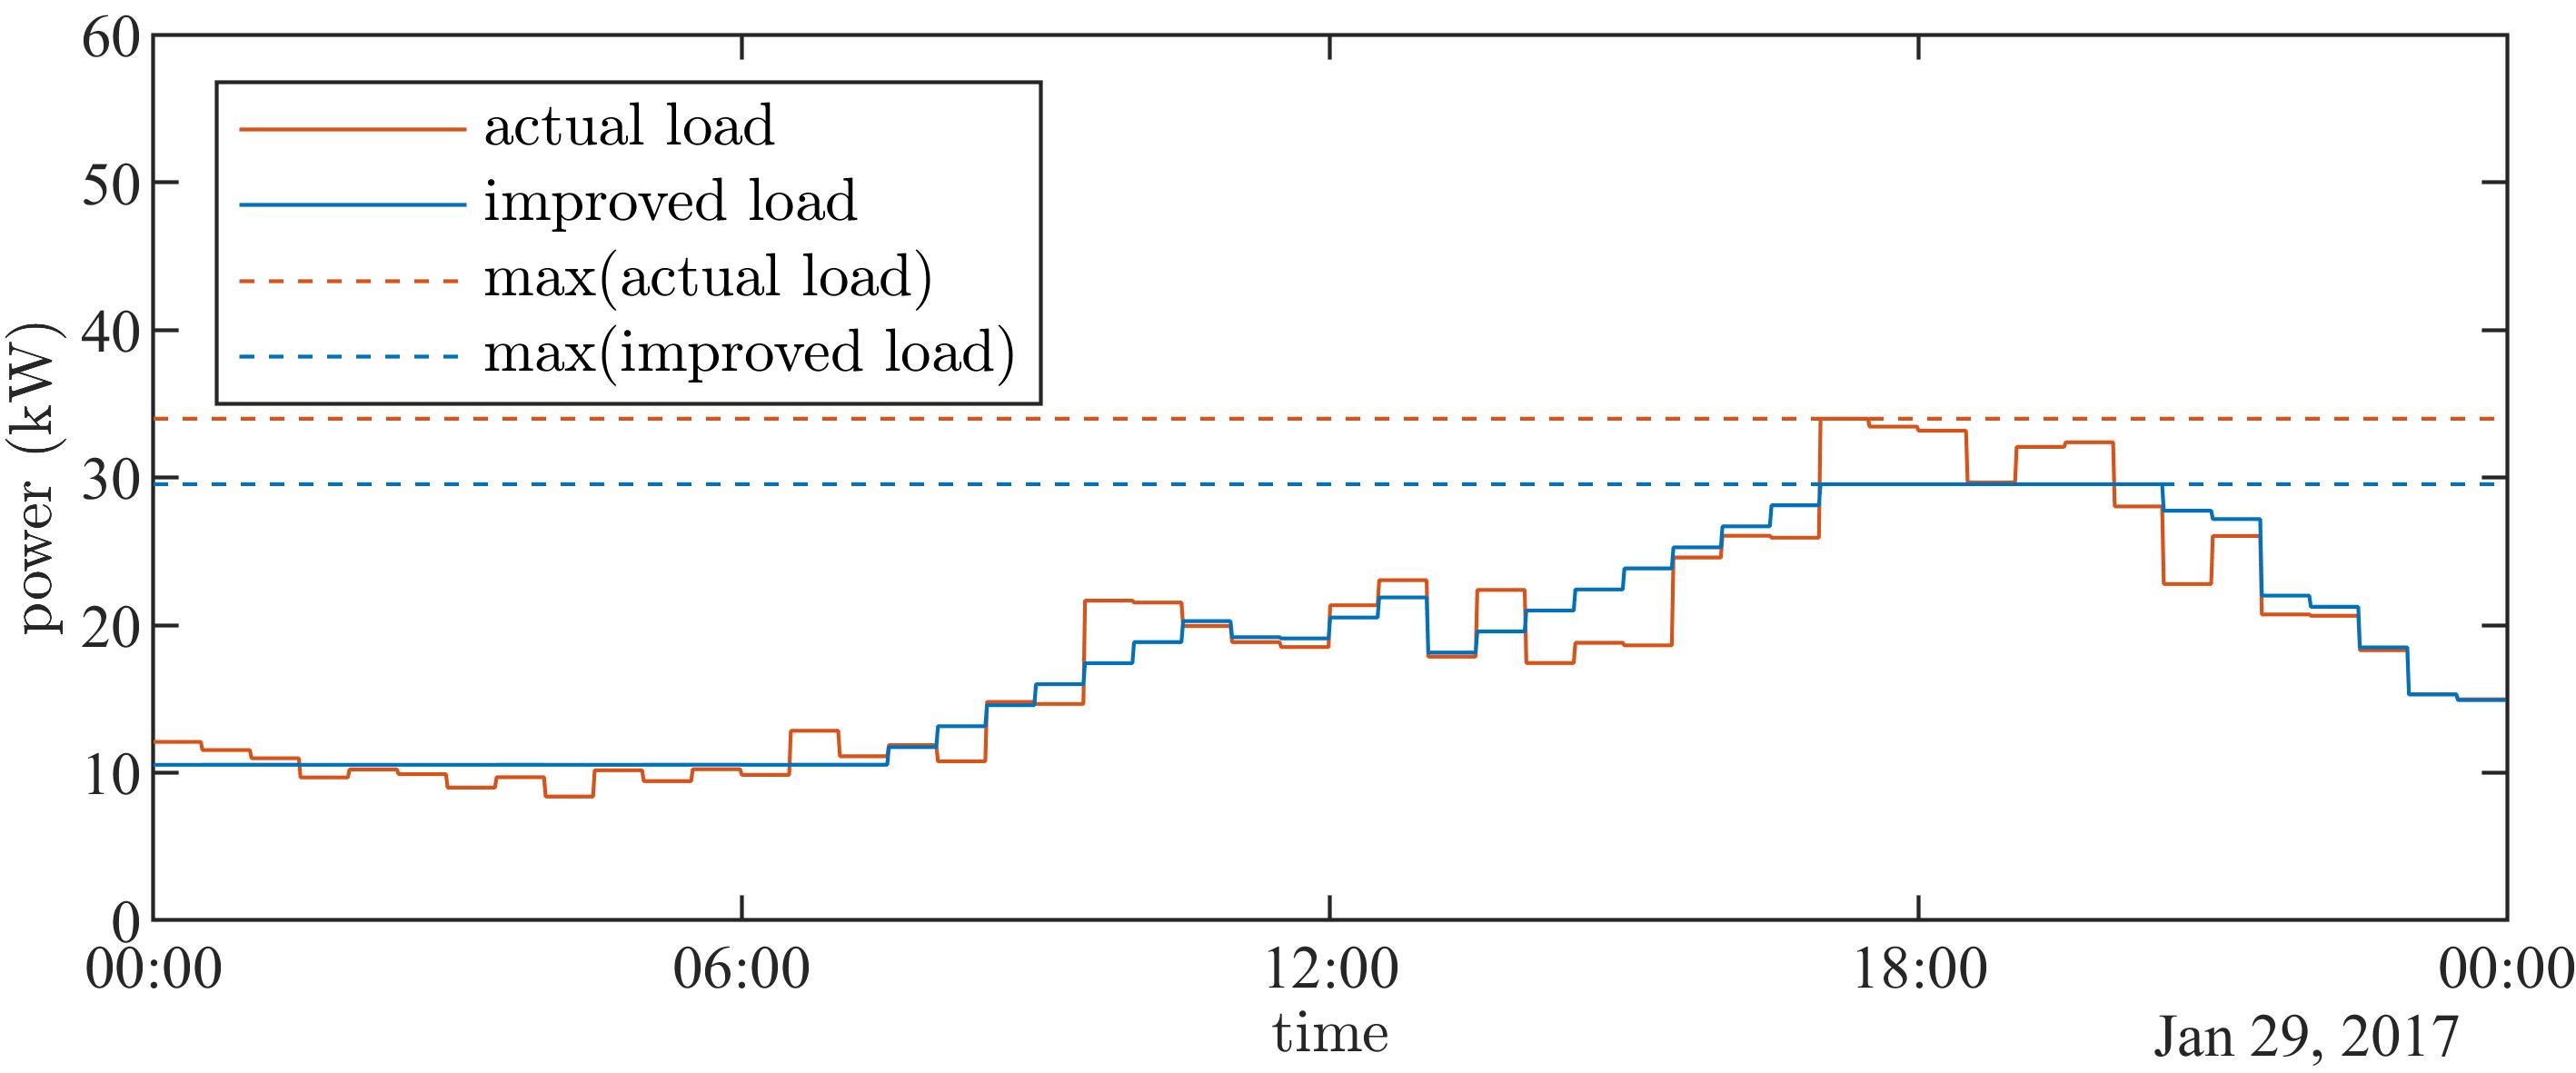 60
50
40
30
20
10
0
power (kW)
actual load
improved load
max(actual load)
max(improved load)
00:00 06:00 12:00 18:00 00:00
time
Jan 29, 2017